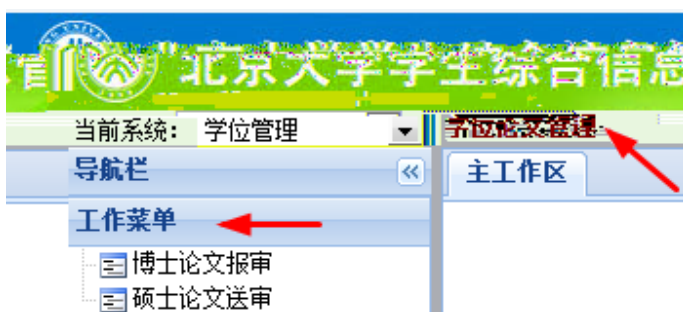 北京大学学生综合信息
当前系统： 学位管理 学位论文管理
导航栏 主工作区
工作菜单
博士论文报审
硕士论文送审